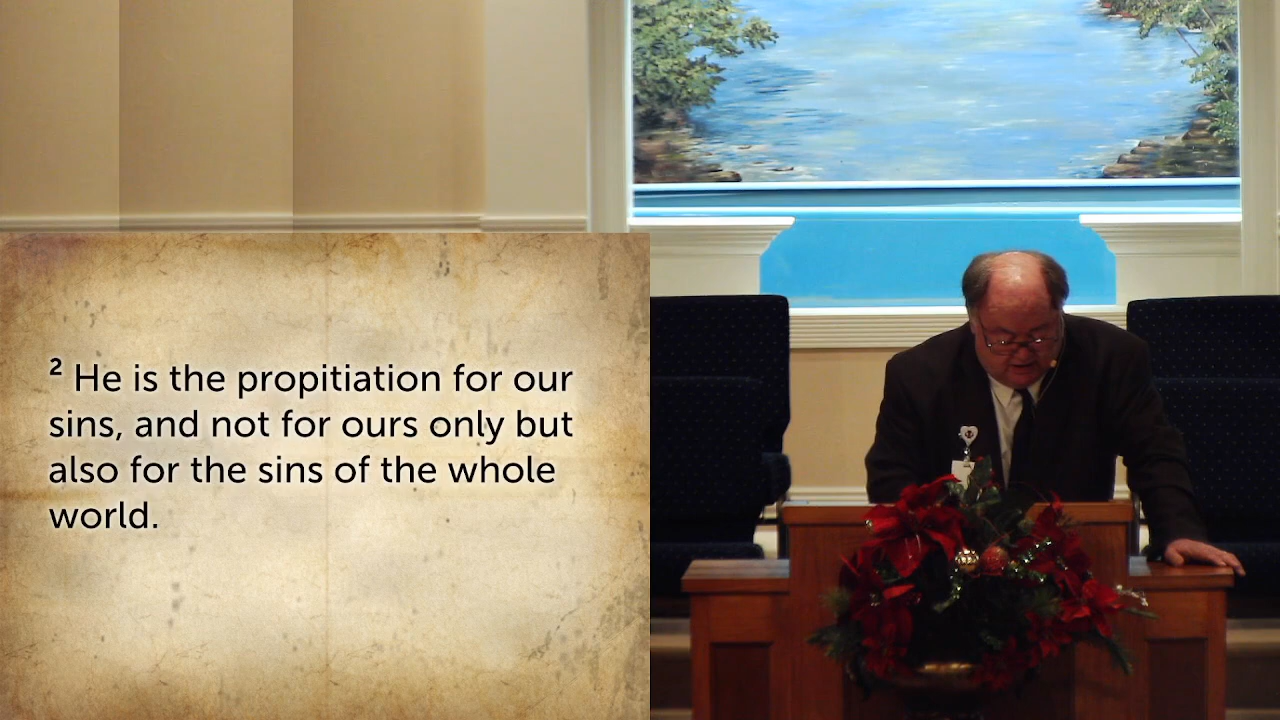 ² He is the propitiation for our
sins, and not for ours only but
also for the sins of the whole
world.